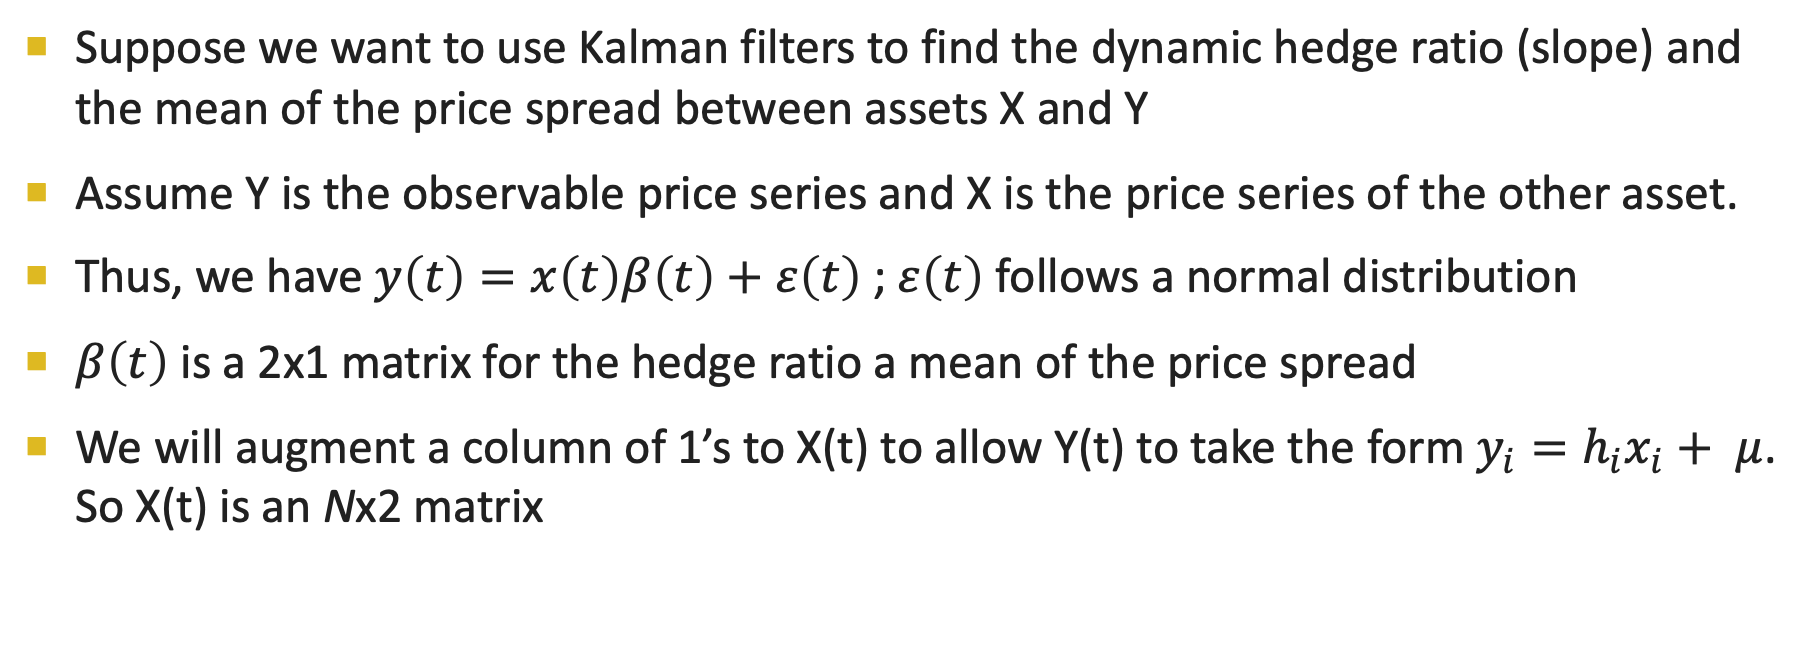 Suppose we want to use Kalman filters to find the dynamic hedge ratio (slope) and
the mean of the price spread between assets X and Y
Assume Y is the observable price series and X is the price series of the other asset.
Thus, we have y(t) = x(t)β(t) + ε(t) ; ε(t) follows a normal distribution
β(t) is a 2x1 matrix for the hedge ratio a mean of the price spread
We will augment a column of 1’s to X(t) to allow Y(t) to take the form yᵢ = hᵢxᵢ + μ.
So X(t) is an Nx2 matrix